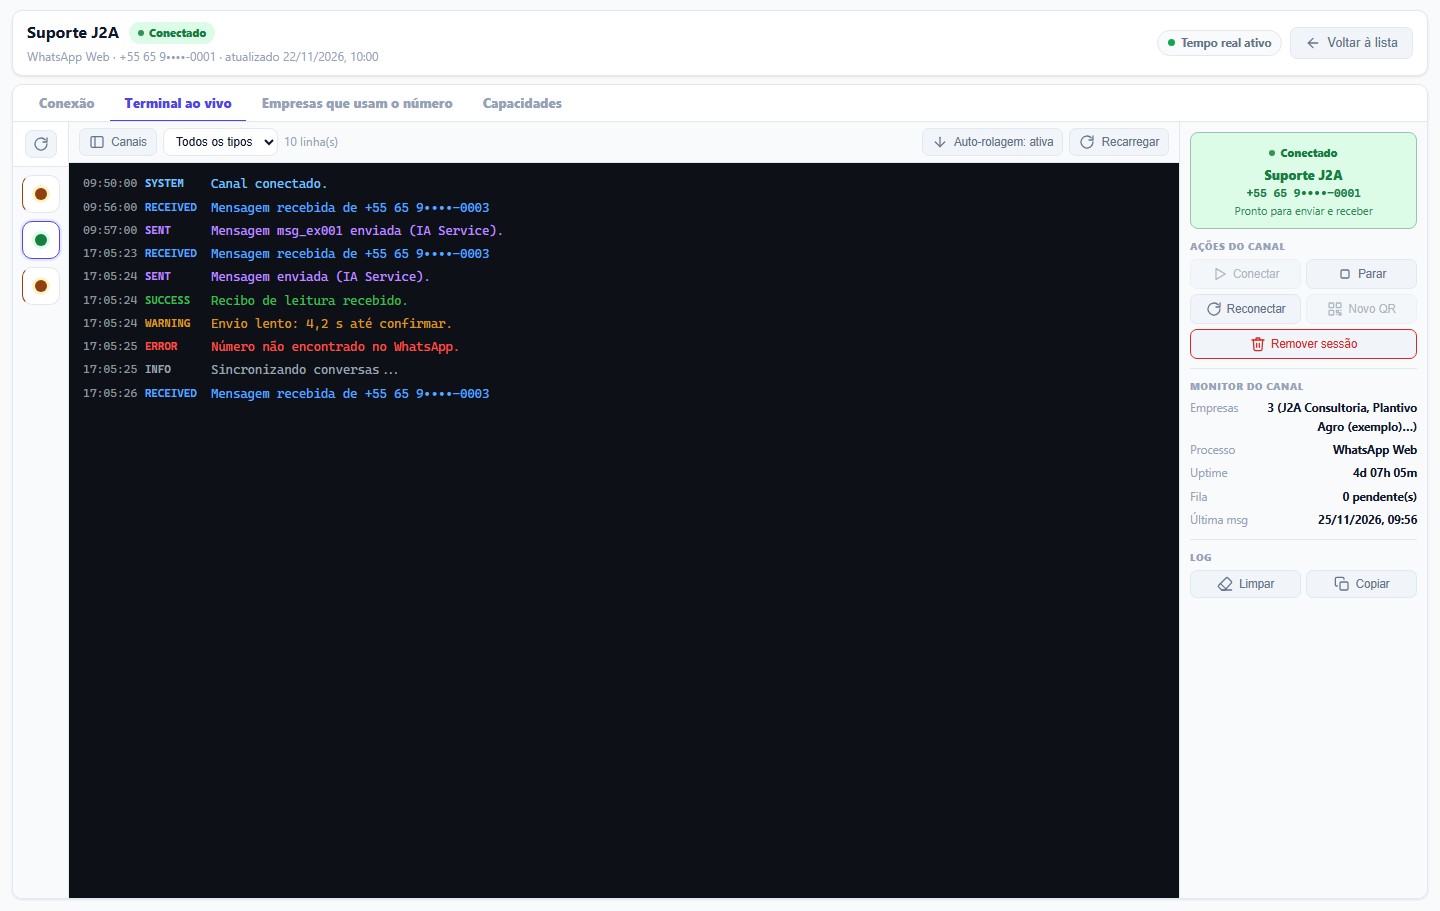 Suporte J2A
Conectado
WhatsApp Web · +55 65 9••••-0001 · atualizado 22/11/2026, 10:00
Tempo real ativo
Voltar à lista
Conexão
Terminal ao vivo
Empresas que usam o número
Capacidades
Canais
Todos os tipos
10 linha(s)
Auto-rolagem: ativa
Recarregar
09:50:00 SYSTEM Canal conectado.
09:56:00 RECEIVED Mensagem recebida de +55 65 9••••-0003
09:57:00 SENT Mensagem msg_ex001 enviada (IA Service).
17:05:23 RECEIVED Mensagem recebida de +55 65 9••••-0003
17:05:24 SENT Mensagem enviada (IA Service).
17:05:24 SUCCESS Recibo de leitura recebido.
17:05:24 WARNING Envio lento: 4,2 s até confirmar.
17:05:25 ERROR Número não encontrado no WhatsApp.
17:05:25 INFO Sincronizando conversas...
17:05:26 RECEIVED Mensagem recebida de +55 65 9••••-0003
Conectado
Suporte J2A
+55 65 9••••-0001
Pronto para enviar e receber
AÇÕES DO CANAL
Conectar
Parar
Reconectar
Novo QR
Remover sessão
MONITOR DO CANAL
Empresas 3 (J2A Consultoria, Plantivo
Agro (exemplo)...)
Processo WhatsApp Web
Uptime 4d 07h 05m
Fila 0 pendente(s)
Última msg 25/11/2026, 09:56
LOG
Limpar
Copiar